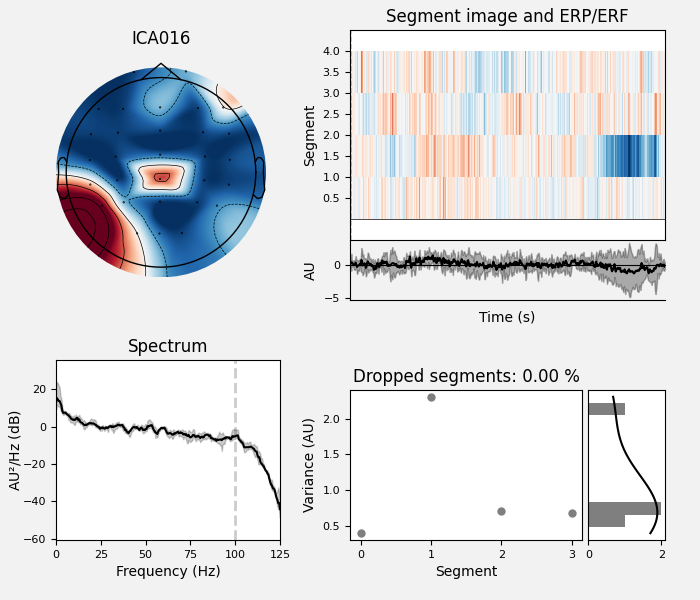 ICA016
Segment image and ERP/ERF
Segment
4.0
3.5
3.0
2.5
2.0
1.5
1.0
0.5
AU
0
−5
Time (s)
Spectrum
AU²/Hz (dB)
20
0
−20
−40
−60
0 25 50 75 100 125
Frequency (Hz)
Dropped segments: 0.00 %
Variance (AU)
2.0
1.5
1.0
0.5
0 1 2 3
Segment
0 2